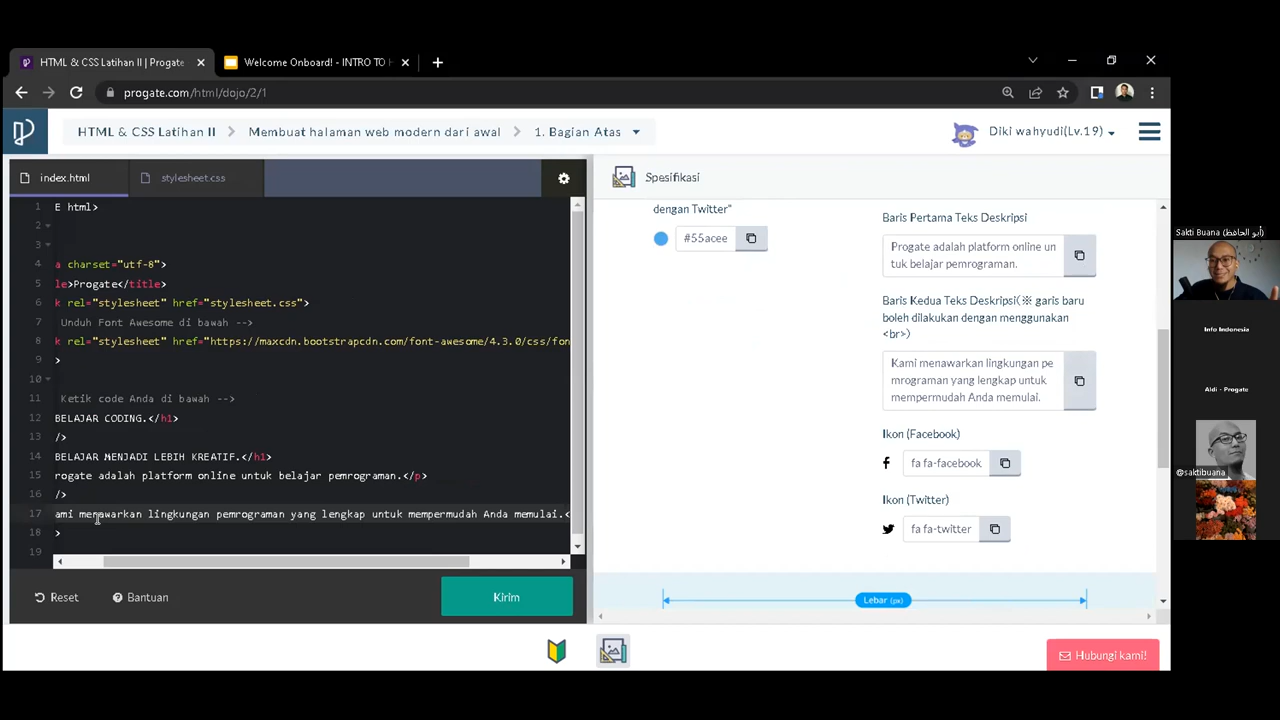 HTML & CSS Latihan II | Progate
Welcome Onboard! - INTRO TO H
progate.com/html/dojo/2/1
HTML & CSS Latihan II
Membuat halaman web modern dari awal
1. Bagian Atas
Diki wahyudi(Lv.19)
index.html
stylesheet.css
Spesifikasi
1
E html>
2
3
4
a charset="utf-8">
5
le>Progate</title>
6
k rel="stylesheet" href="stylesheet.css">
7
Unduh Font Awesome di bawah -->
8
k rel="stylesheet" href="https://maxcdn.bootstrapcdn.com/font-awesome/4.3.0/css/fon
9
>
10
11
Ketik code Anda di bawah -->
12
BELAJAR CODING.</h1>
13
/>
14
BELAJAR MENJADI LEBIH KREATIF.</h1>
15
rogate adalah platform online untuk belajar pemrograman.</p>
16
/>
17
ami menawarkan lingkungan pemrograman yang lengkap untuk mempermudah Anda memulai.<
18
>
19
Reset
Bantuan
Kirim
dengan Twitter"
#55acee
Baris Pertama Teks Deskripsi
Progate adalah platform online un
tuk belajar pemrograman.
Baris Kedua Teks Deskripsi(※ garis baru
boleh dilakukan dengan menggunakan
<br>)
Kami menawarkan lingkungan pe
mrograman yang lengkap untuk
mempermudah Anda memulai.
Ikon (Facebook)
fa fa-facebook
Ikon (Twitter)
fa fa-twitter
Lebar (px)
Hubungi kami!
Sakti Buana (أبو الحافظ)
Info Indonesia
Aldi - Progate
@saktibuana_